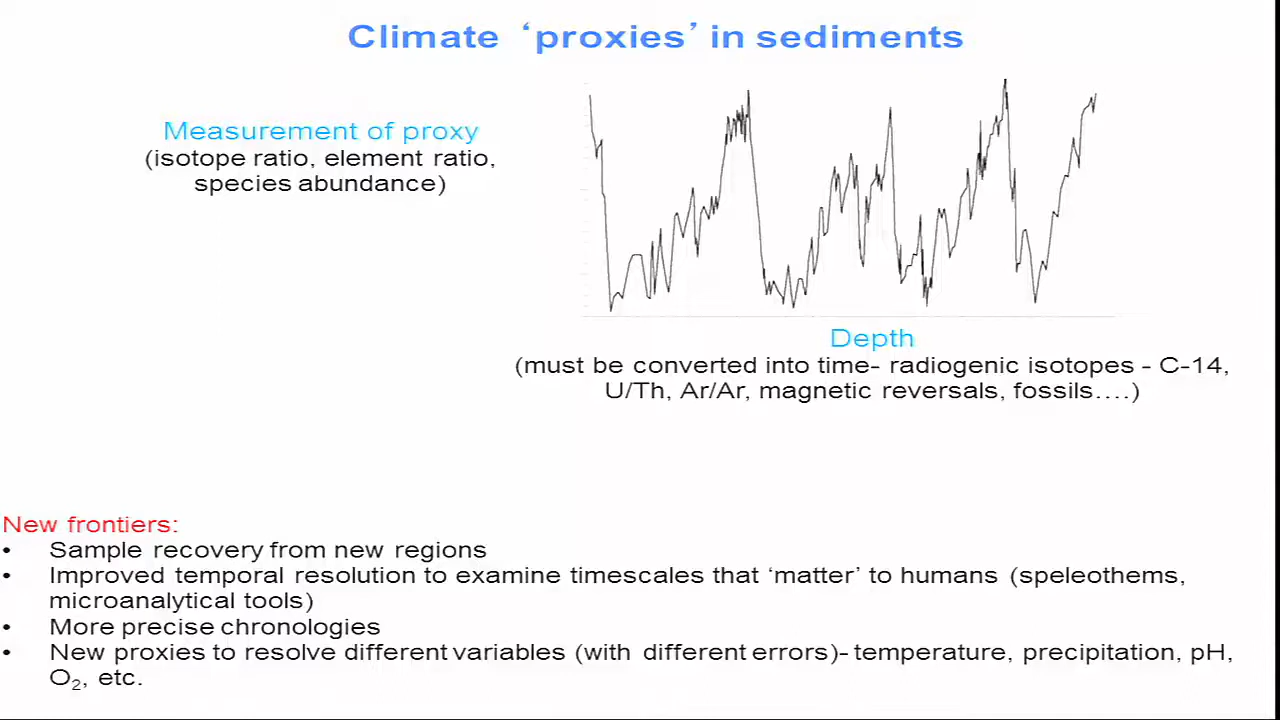 Climate ‘proxies’ in sediments
Measurement of proxy
(isotope ratio, element ratio,
species abundance)
Depth
(must be converted into time- radiogenic isotopes - C-14,
U/Th, Ar/Ar, magnetic reversals, fossils….)
New frontiers:
• Sample recovery from new regions
• Improved temporal resolution to examine timescales that ‘matter’ to humans (speleothems,
microanalytical tools)
• More precise chronologies
• New proxies to resolve different variables (with different errors)- temperature, precipitation, pH,
O₂, etc.